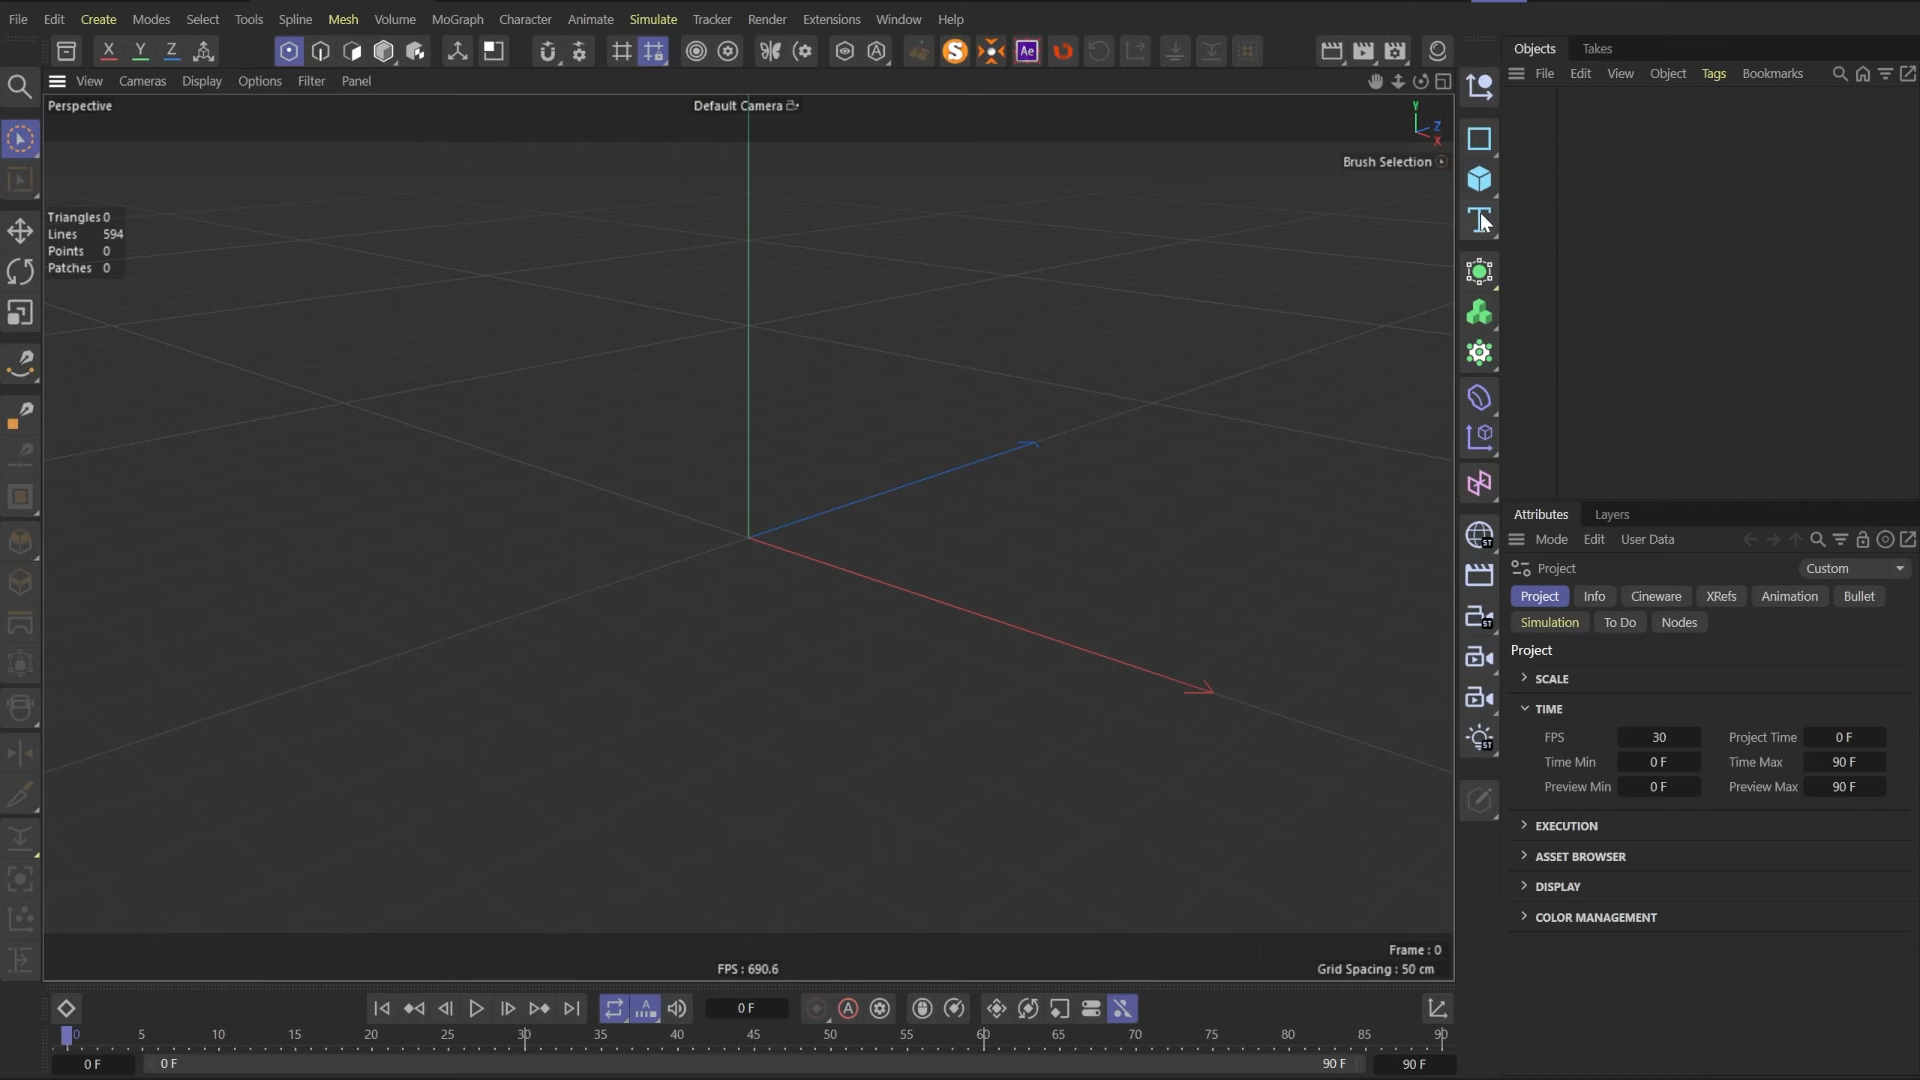 File Edit Create Modes Select Tools Spline Mesh Volume MoGraph Character Animate Simulate Tracker Render Extensions Window Help
X Y Z A S Ae
Objects Takes
File Edit View Object Tags Bookmarks
View Cameras Display Options Filter Panel
Perspective
Default Camera
Y
Z
X
Brush Selection
Triangles 0
Lines 594
Points 0
Patches 0
Attributes Layers
Mode Edit User Data
ST
Project Custom
Project Info Cineware XRefs Animation Bullet
Simulation To Do Nodes
ST
Project
SCALE
TIME
FPS 30 Project Time 0 F
ST
Time Min 0 F Time Max 90 F
Preview Min 0 F Preview Max 90 F
EXECUTION
ASSET BROWSER
DISPLAY
COLOR MANAGEMENT
Frame : 0
FPS : 690.6
Grid Spacing : 50 cm
A 0 F A
0 5 10 15 20 25 30 35 40 45 50 55 60 65 70 75 80 85 90
0 F 0 F 90 F 90 F